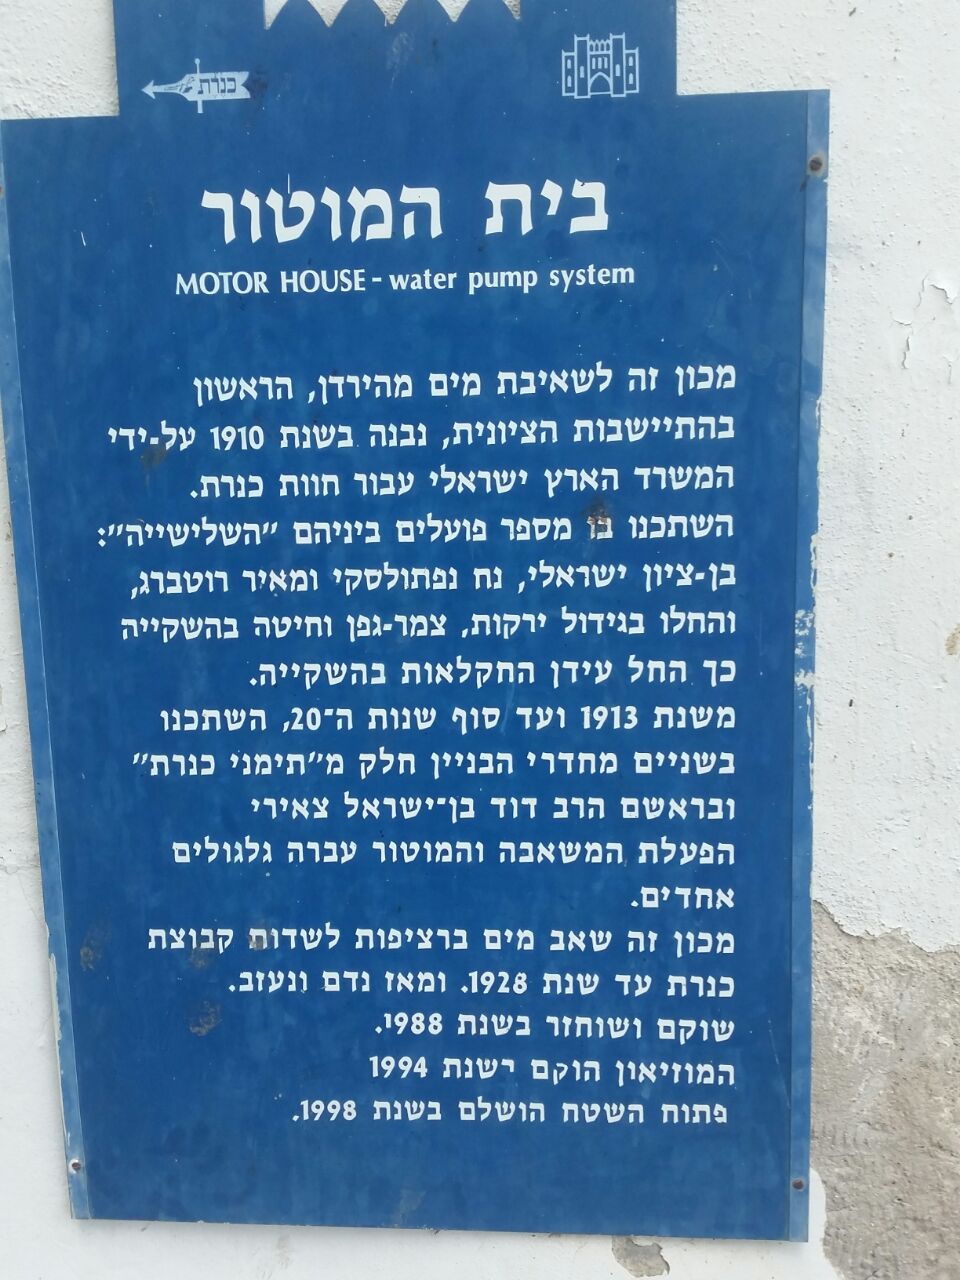 כנרת
בית המוטור
MOTOR HOUSE - water pump system
מכון זה לשאיבת מים מהירדן, הראשון
בהתיישבות הציונית, נבנה בשנת 1910 על-ידי
המשרד הארץ ישראלי עבור חוות כנרת.
השתכנו בו מספר פועלים ביניהם "השלישייה":
בן-ציון ישראלי, נח נפתולסקי ומאיר רוטברג,
והחלו בגידול ירקות, צמר-גפן וחיטה בהשקייה
כך החל עידן החקלאות בהשקייה.
משנת 1913 ועד סוף שנות ה־20, השתכנו
בשניים מחדרי הבניין חלק מ"תימני כנרת"
ובראשם הרב דוד בן־ישראל צאירי
הפעלת המשאבה והמוטור עברה גלגולים
אחדים.
מכון זה שאב מים ברציפות לשדות קבוצת
כנרת עד שנת 1928. ומאז נדם ונעזב.
שוקם ושוחזר בשנת 1988.
המוזיאון הוקם רשנת 1994
פתוח השטח הושלם בשנת 1998.